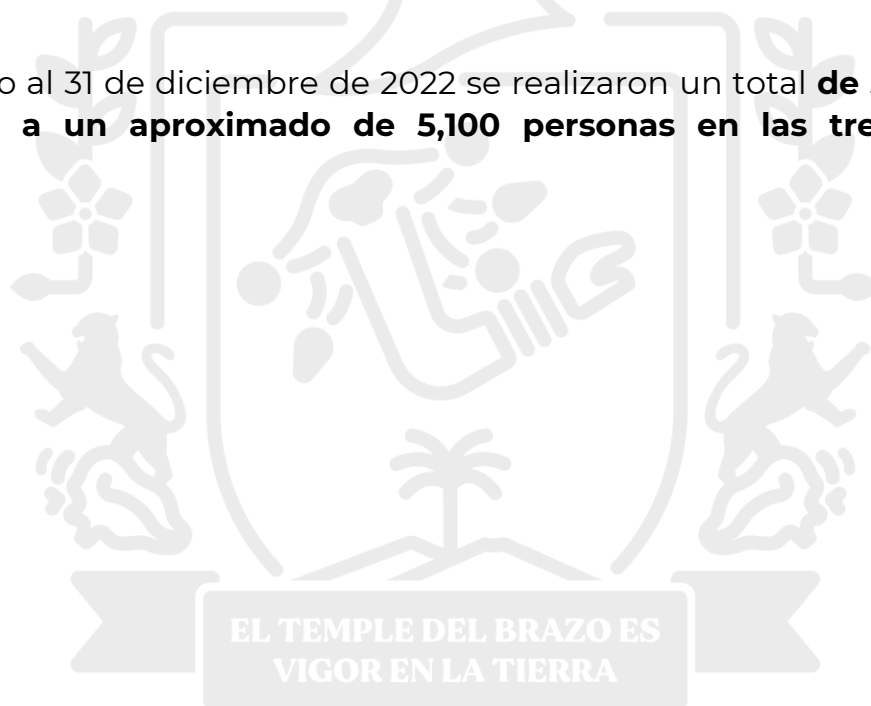 al 31 de diciembre de 2022 se realizaron un total de
a un aproximado de 5,100 personas en las
EL TEMPLE DEL BRAZO ES
VIGOR EN LA TIERRA